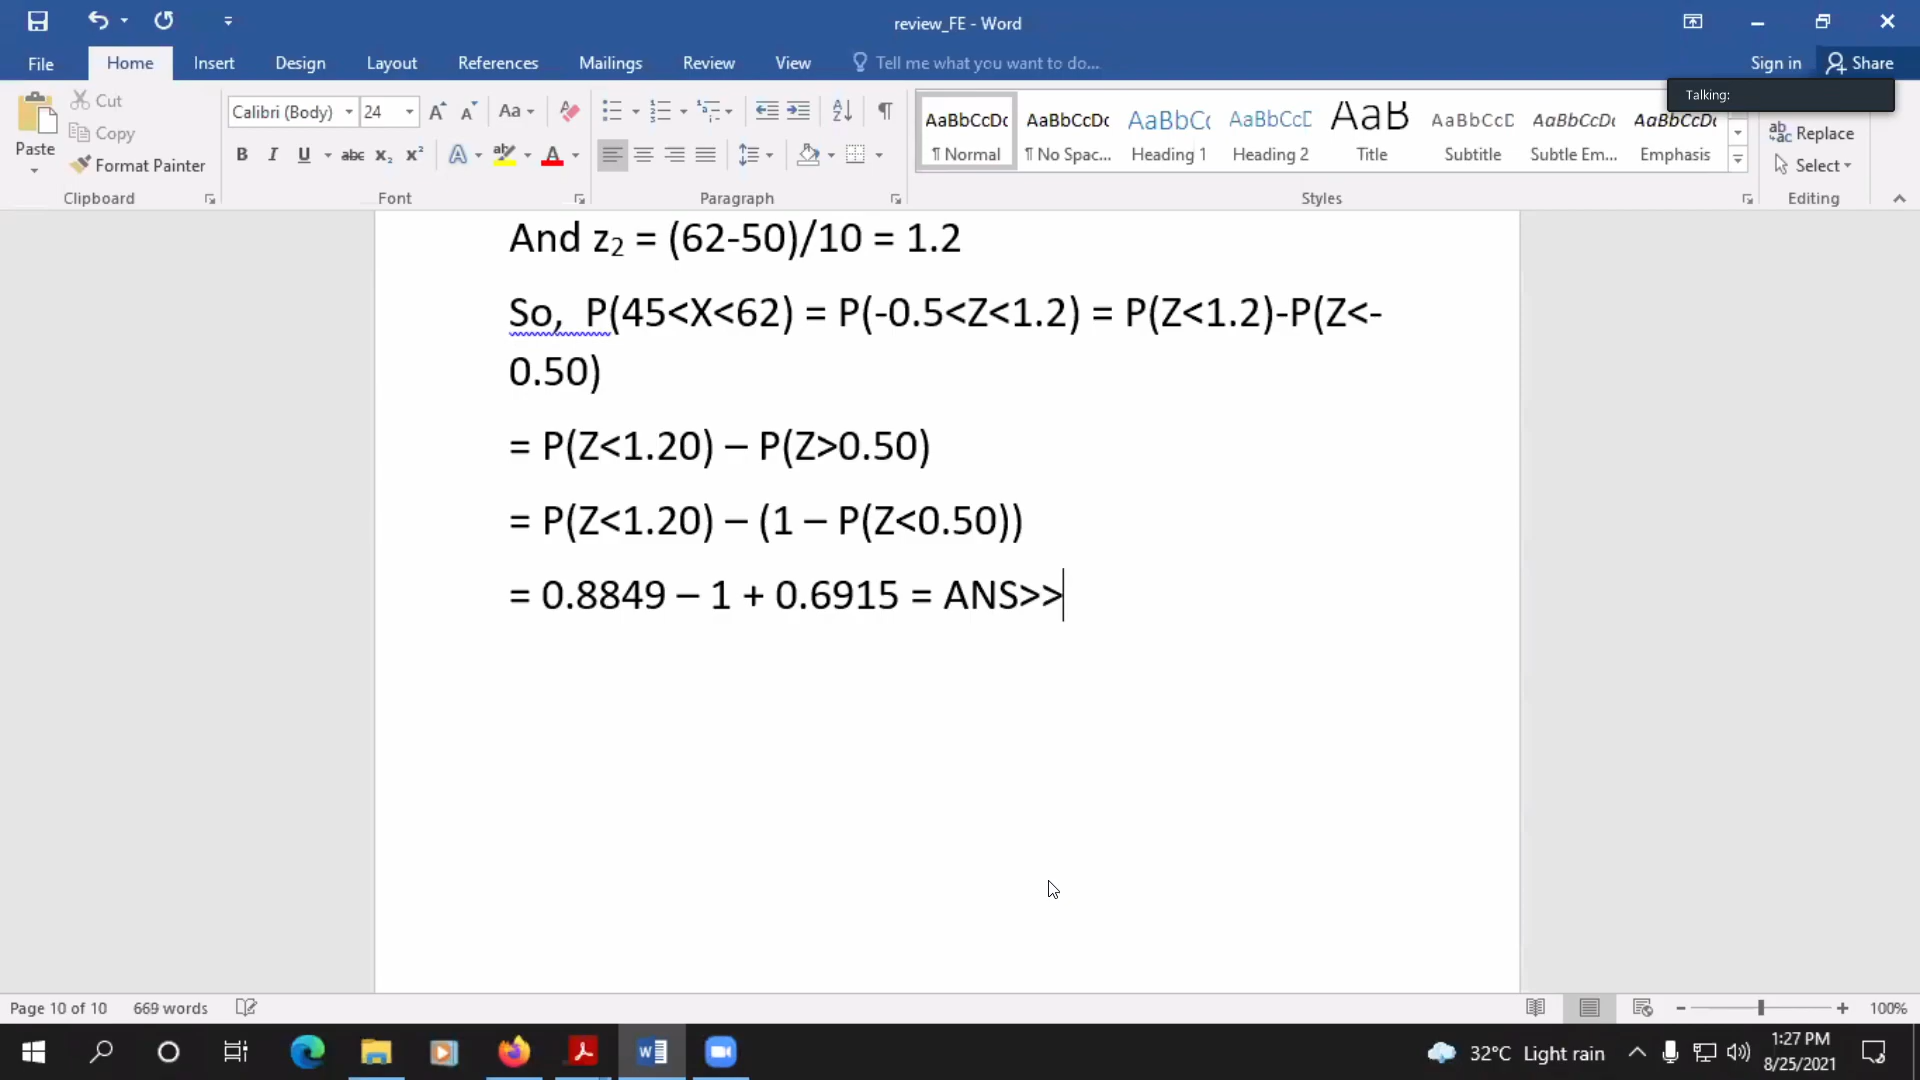 review_FE - Word
File Home Insert Design Layout References Mailings Review View Tell me what you want to do... Sign in Share
Talking:
Paste
Cut
Copy
Format Painter
Calibri (Body) 24
Clipboard Font Paragraph Styles Editing
AaBbCcDc AaBbCcDc AaBbCc AaBbCcD AaB AaBbCcD AaBbCcDc AaBbCcDc
¶ Normal ¶ No Spac... Heading 1 Heading 2 Title Subtitle Subtle Em... Emphasis
Replace
Select
And z₂ = (62-50)/10 = 1.2
So, P(45<X<62) = P(-0.5<Z<1.2) = P(Z<1.2)-P(Z<-
0.50)
= P(Z<1.20) – P(Z>0.50)
= P(Z<1.20) – (1 – P(Z<0.50))
= 0.8849 – 1 + 0.6915 = ANS>>
Page 10 of 10 669 words 100%
32°C Light rain
1:27 PM
8/25/2021